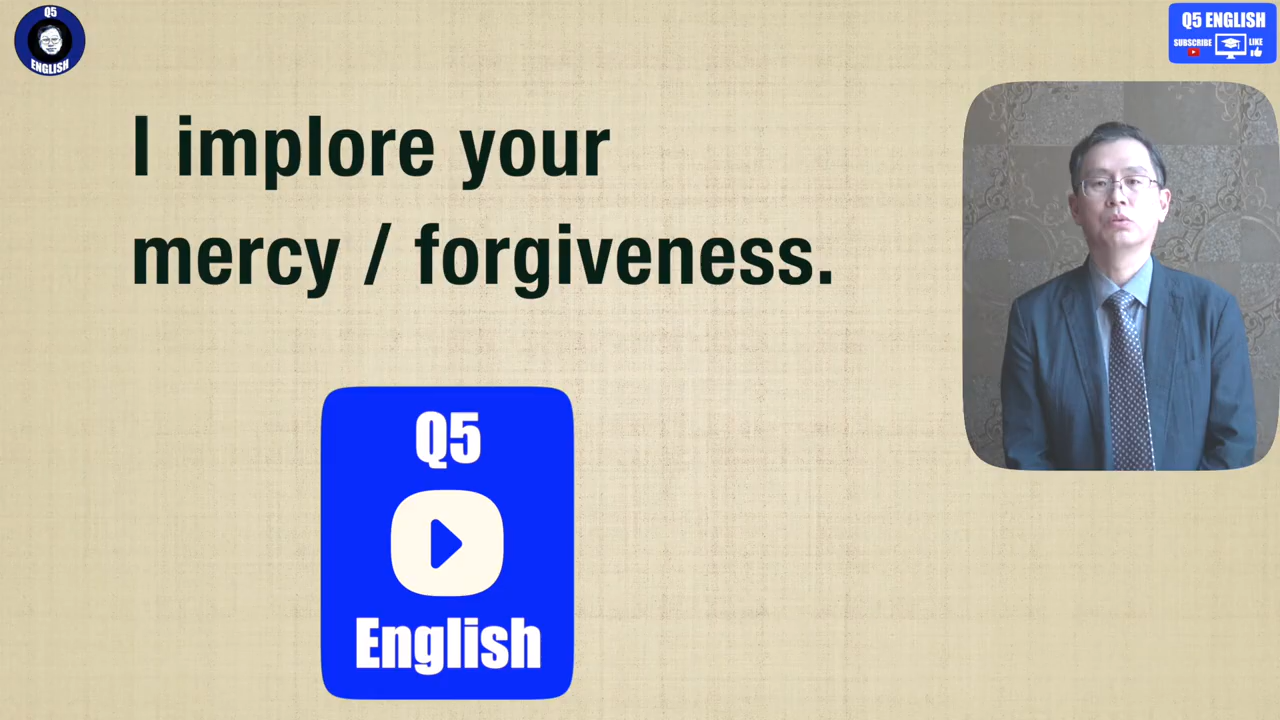 Q5
ENGLISH
Q5 ENGLISH
SUBSCRIBE
LIKE
I implore your
mercy / forgiveness.
Q5
English